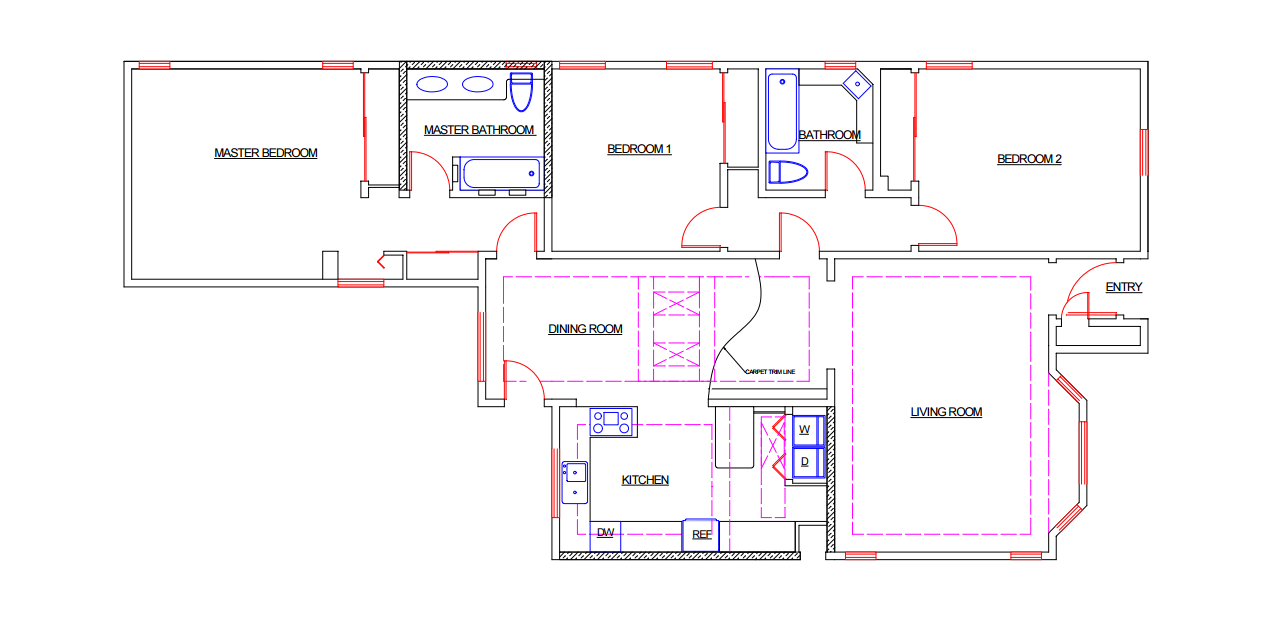 MASTER BEDROOM
MASTER BATHROOM
BEDROOM 1
BATHROOM
BEDROOM 2
ENTRY
DINING ROOM
CARPET TRIM LINE
LIVING ROOM
W
D
KITCHEN
DW
REF